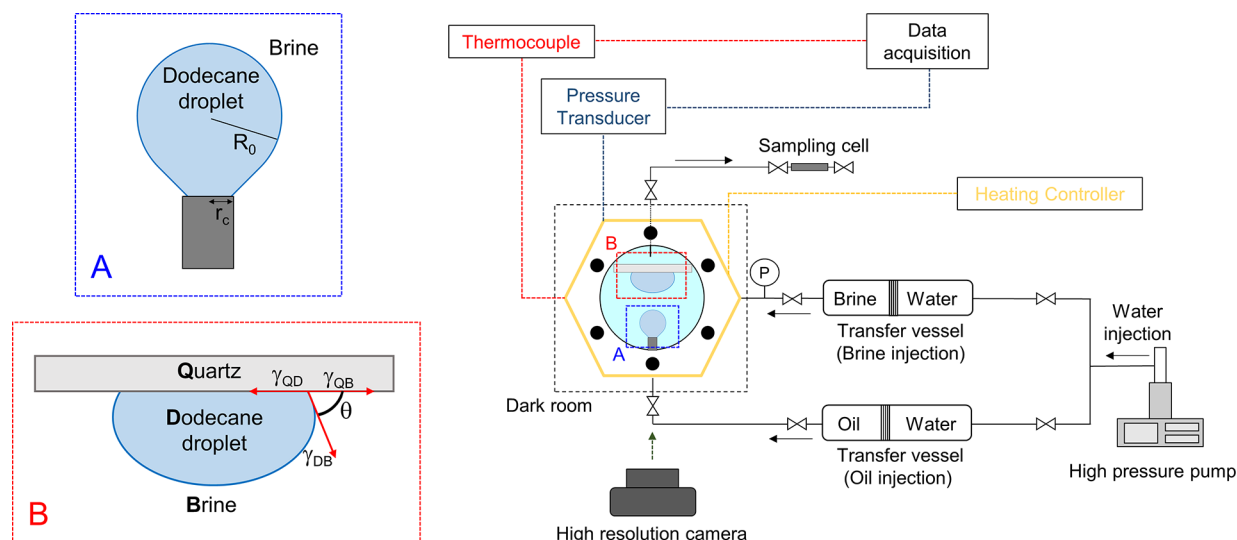 Brine
Dodecane
droplet
R0
rc
A
Quartz
γQD
γQB
θ
Dodecane
droplet
γDB
Brine
B
Thermocouple
Data
acquisition
Pressure
Transducer
Sampling cell
Heating Controller
B
A
P
Dark room
Brine
Water
Transfer vessel
(Brine injection)
Water
injection
Oil
Water
Transfer vessel
(Oil injection)
High pressure pump
High resolution camera